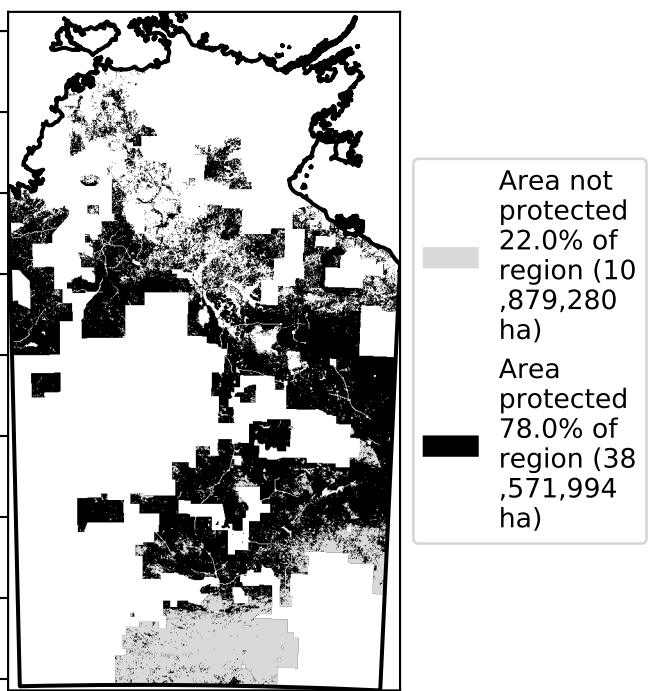 Area not
protected
22.0% of
region (10
,879,280
ha)
Area
protected
78.0% of
region (38
,571,994
ha)